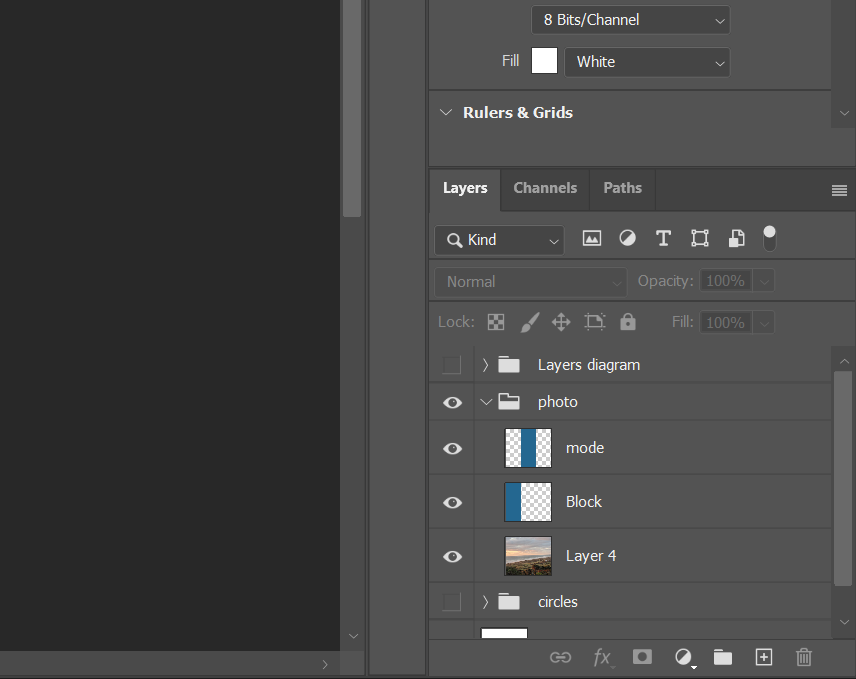 8 Bits/Channel
Fill White
Rulers & Grids
Layers Channels Paths
Kind
Normal Opacity: 100%
Lock: Fill: 100%
Layers diagram
photo
mode
Block
Layer 4
circles
fx